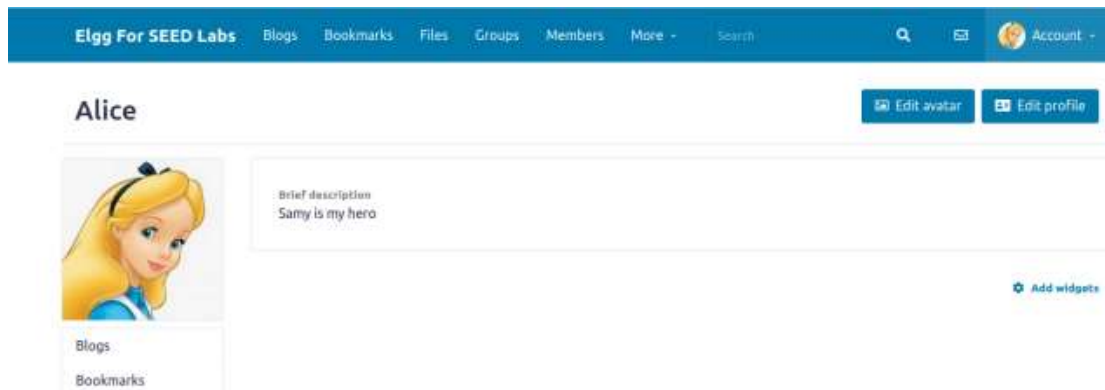 Elgg For SEED Labs Blogs Bookmarks Files Groups Members More Search Account
Alice Edit avatar Edit profile
Brief description
Samy is my hero
Add widgets
Blogs
Bookmarks